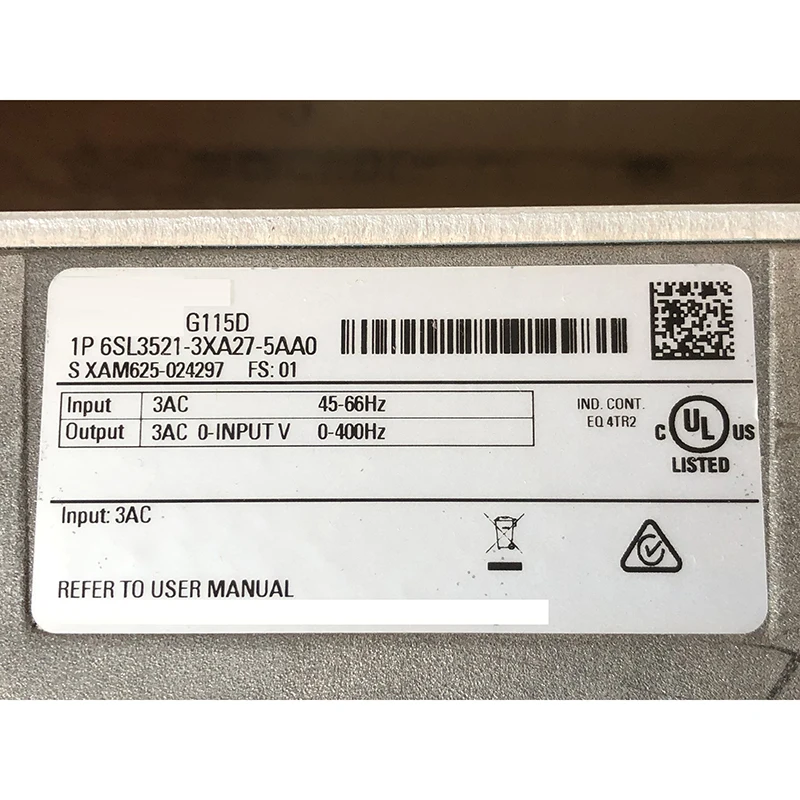 G115D
1P 6SL3521-3XA27-5AA0
S XAM625-024297 FS: 01
Input 3AC 45-66Hz
Output 3AC 0-INPUT V 0-400Hz
IND. CONT.
EQ 4TR2
C UL US
LISTED
Input: 3AC
REFER TO USER MANUAL